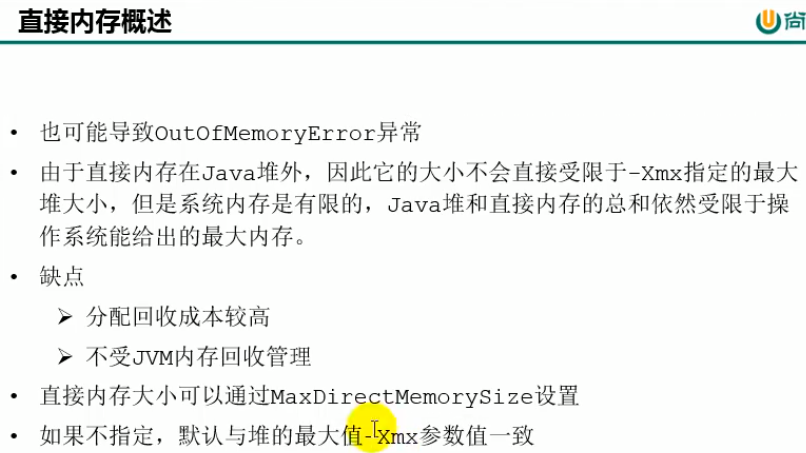 直接内存概述
尚
• 也可能导致OutOfMemoryError异常
• 由于直接内存在Java堆外，因此它的大小不会直接受限于-Xmx指定的最大
堆大小，但是系统内存是有限的，Java堆和直接内存的总和依然受限于操
作系统能给出的最大内存。
• 缺点
➢ 分配回收成本较高
➢ 不受JVM内存回收管理
• 直接内存大小可以通过MaxDirectMemorySize设置
• 如果不指定，默认与堆的最大值-Xmx参数值一致